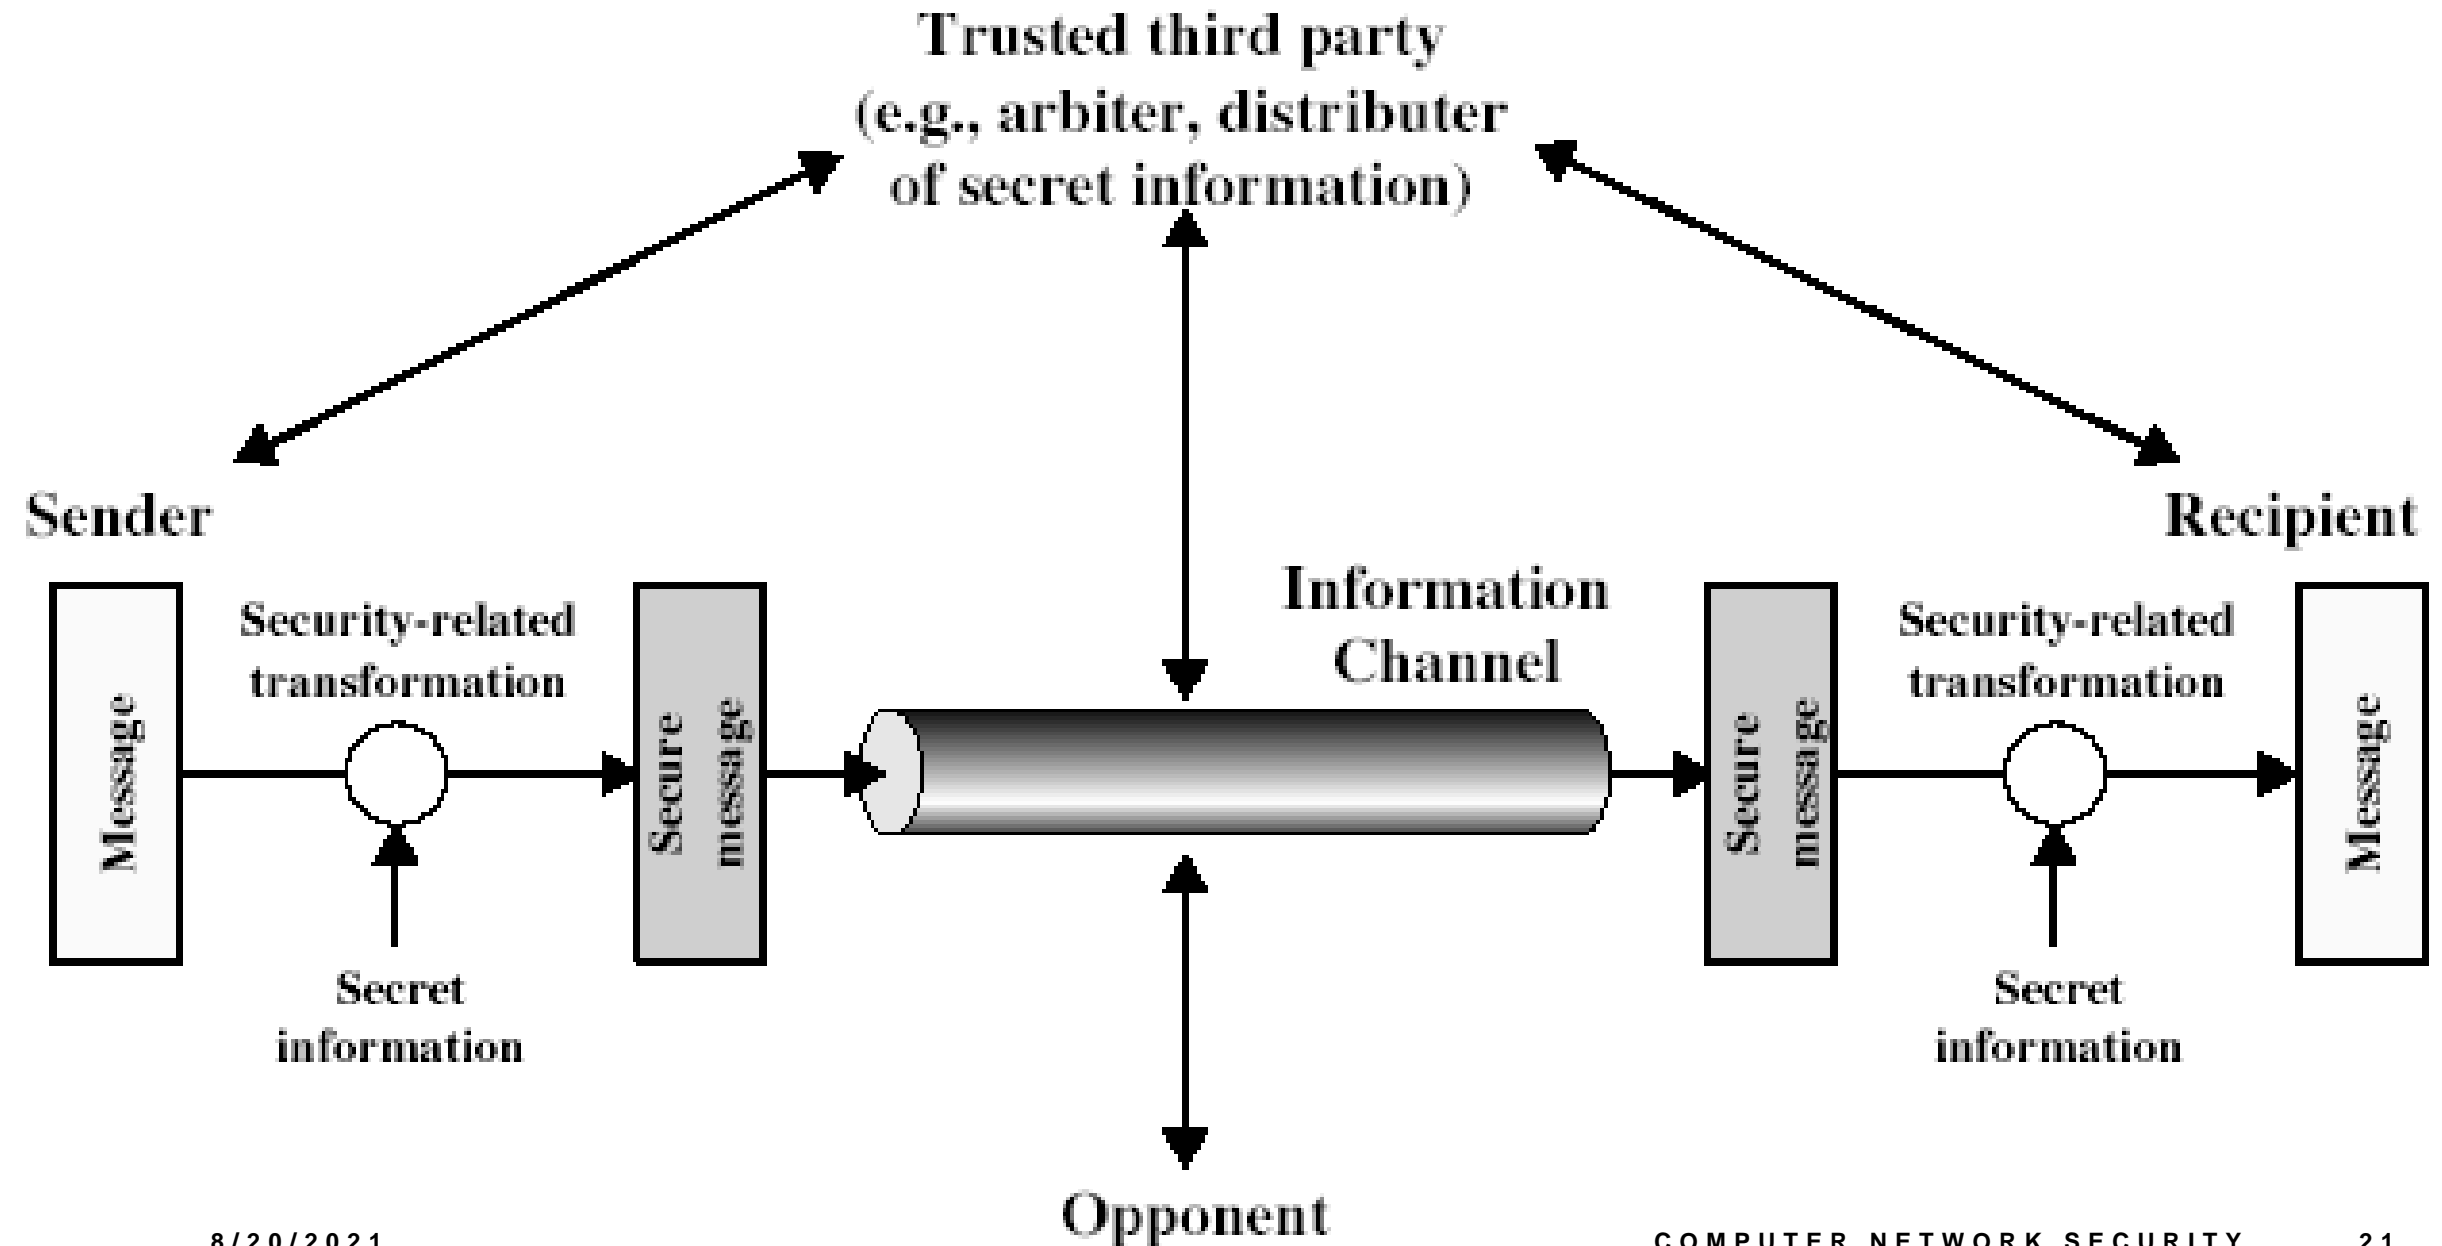 Trusted third party
(e.g., arbiter, distributer
of secret information)
Sender
Recipient
Information
Channel
Security-related
transformation
Security-related
transformation
Message
Secure
message
Secure
message
Message
Secret
information
Secret
information
Opponent
8/20/2021
COMPUTER NETWORK SECURITY
21